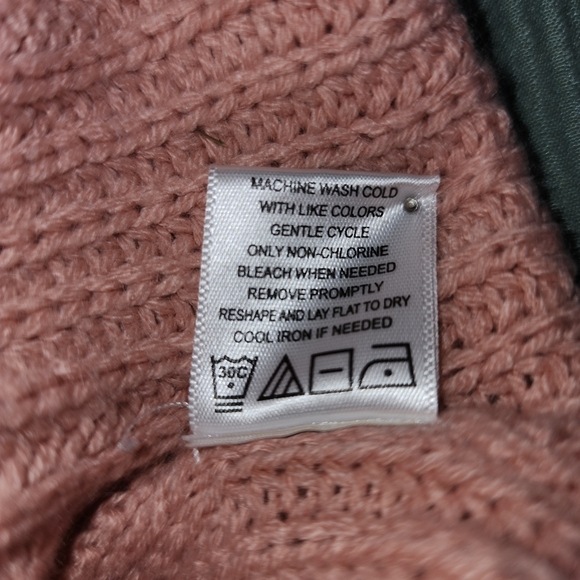 MACHINE WASH COLD
WITH LIKE COLORS
GENTLE CYCLE
ONLY NON-CHLORINE
BLEACH WHEN NEEDED
REMOVE PROMPTLY
RESHAPE AND LAY FLAT TO DRY
COOL IRON IF NEEDED
30C